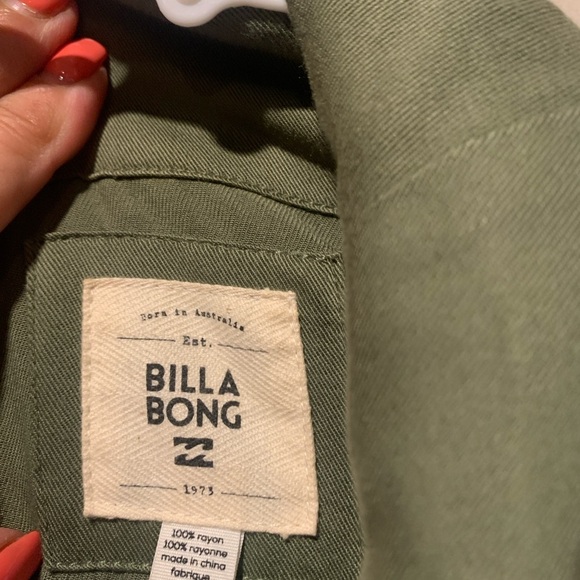 Born in Australia
Est.
BILLA
BONG
1973
100% rayon
100% rayonne
made in china
fabrique